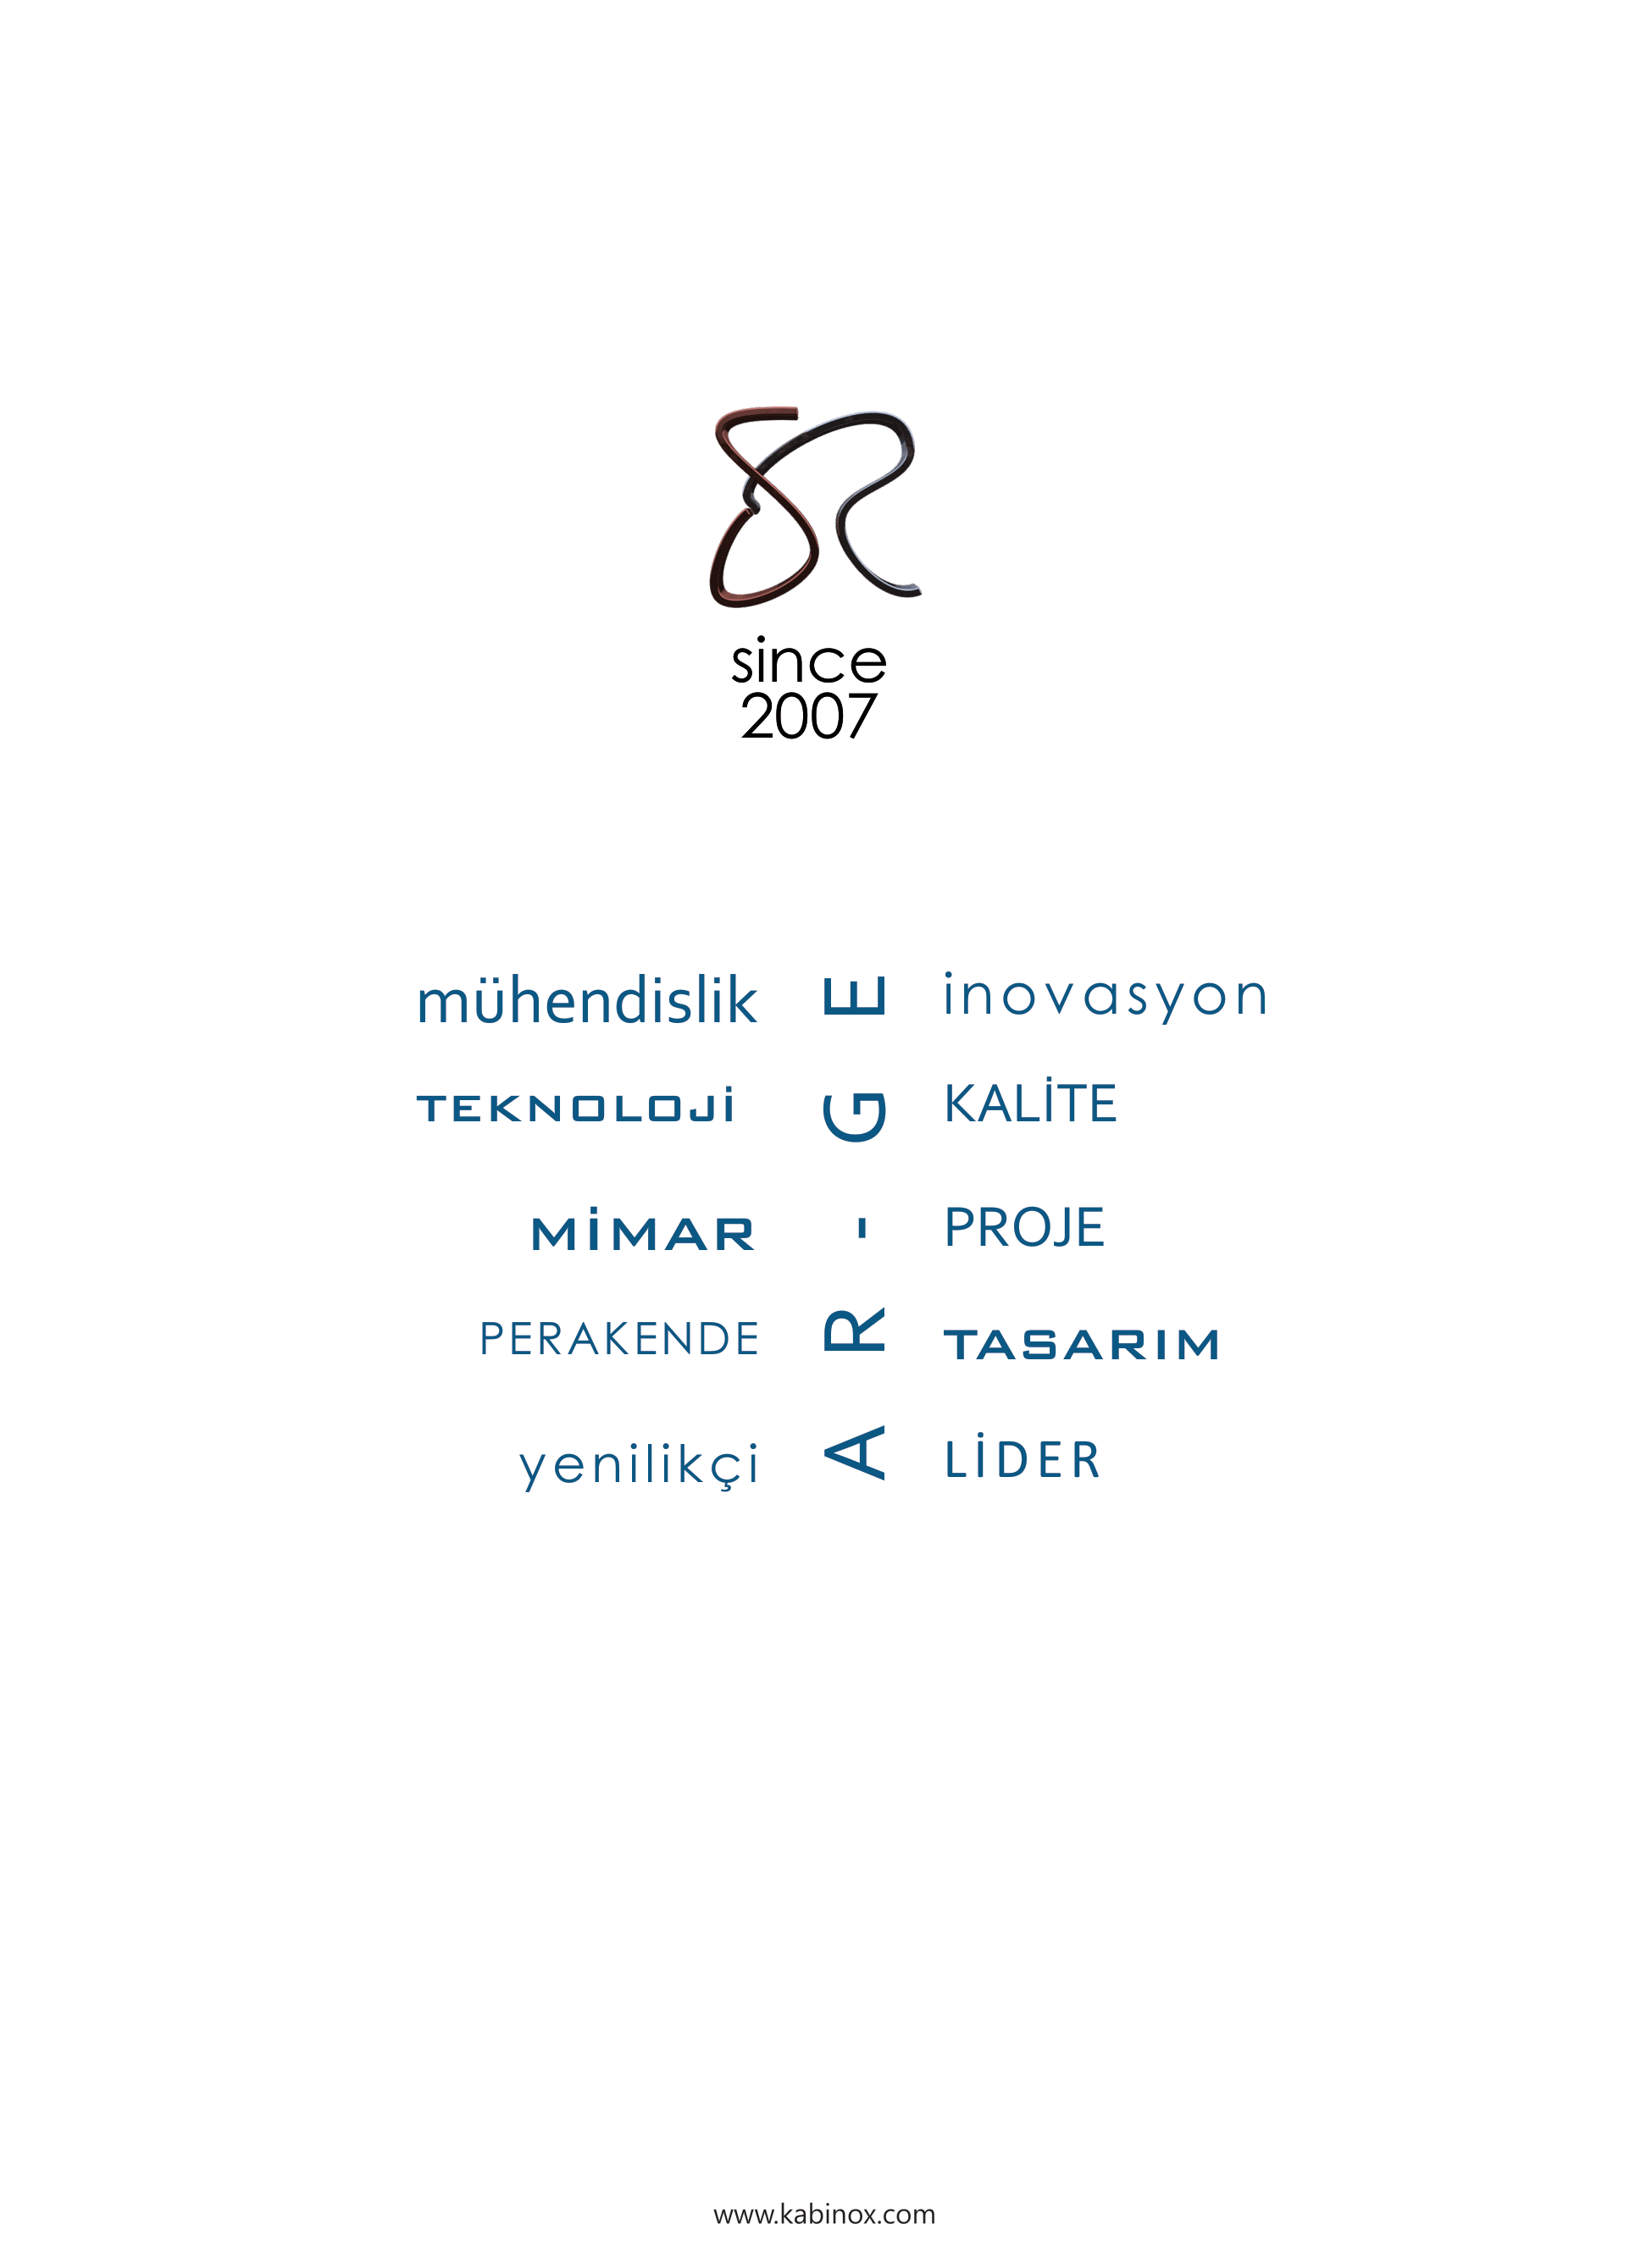 since
2007
mühendislik
TEKNOLOJİ
MİMAR
PERAKENDE
yenilikçi
AR-GE
inovasyon
KALİTE
PROJE
TASARIM
LİDER
www.kabinox.com